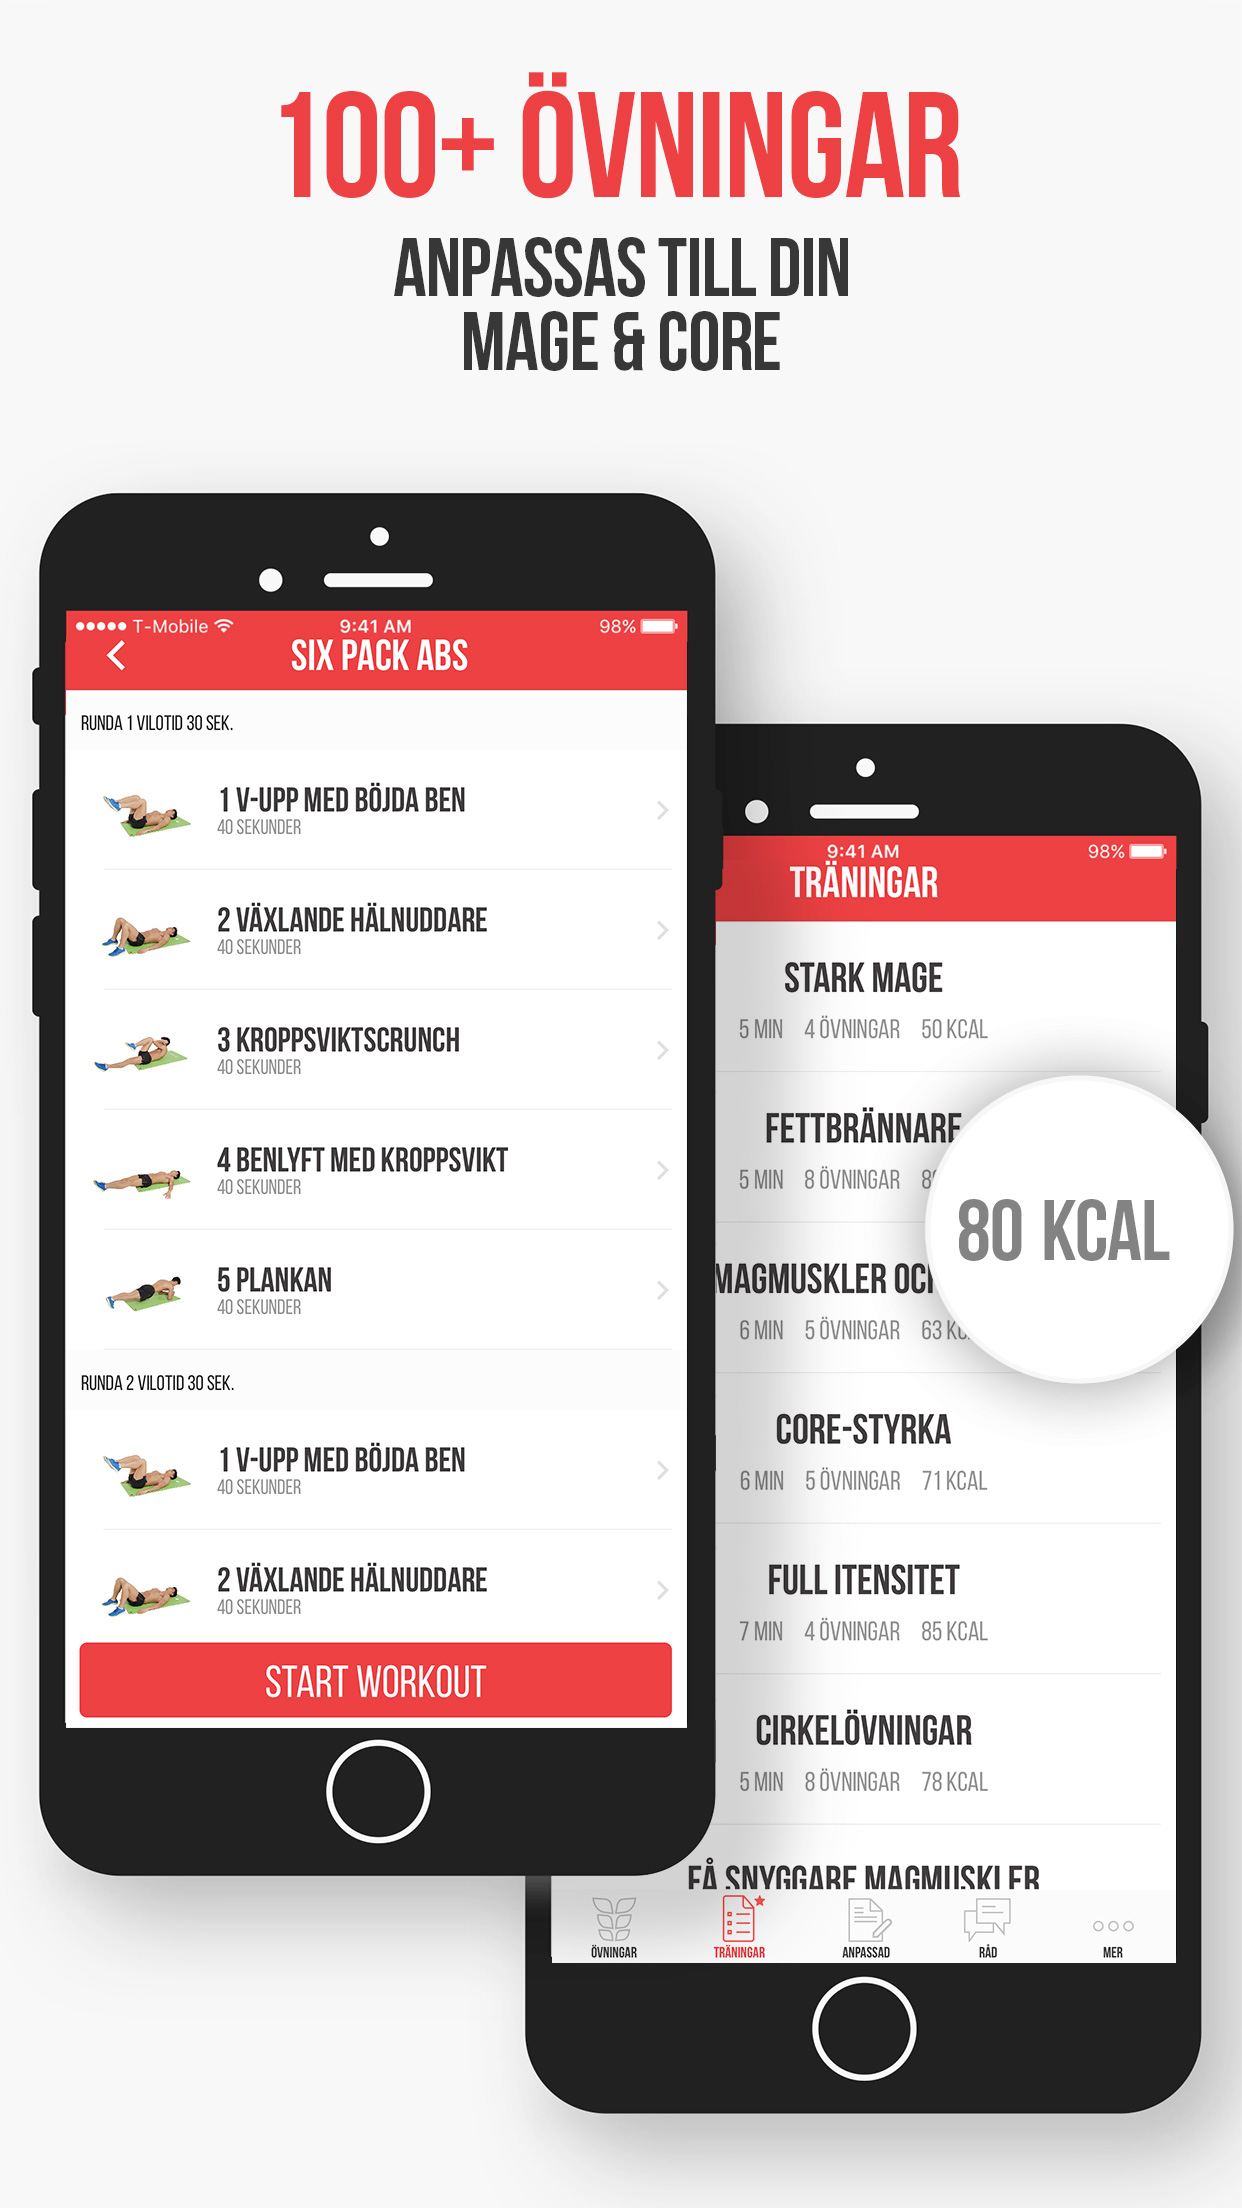 100+ ÖVNINGAR
ANPASSAS TILL DIN
MAGE & CORE
T-Mobile 9:41 AM 98%
SIX PACK ABS
RUNDA 1 VILOTID 30 SEK.
1 V-UPP MED BÖJDA BEN
40 SEKUNDER
2 VÄXLANDE HÄLNUDDARE
40 SEKUNDER
3 KROPPSVIKTSCRUNCH
40 SEKUNDER
4 BENLYFT MED KROPPSVIKT
40 SEKUNDER
5 PLANKAN
40 SEKUNDER
RUNDA 2 VILOTID 30 SEK.
1 V-UPP MED BÖJDA BEN
40 SEKUNDER
2 VÄXLANDE HÄLNUDDARE
40 SEKUNDER
START WORKOUT
9:41 AM 98%
TRÄNINGAR
STARK MAGE
5 MIN 4 ÖVNINGAR 50 KCAL
FETTBRÄNNARE
5 MIN 8 ÖVNINGAR
80 KCAL
MAGMUSKLER
6 MIN 5 ÖVNINGAR 63
CORE-STYRKA
6 MIN 5 ÖVNINGAR 71 KCAL
FULL ITENSITET
7 MIN 4 ÖVNINGAR 85 KCAL
CIRKELÖVNINGAR
5 MIN 8 ÖVNINGAR 78 KCAL
FÅ SNYGGARE MAGMUSKLER
ÖVNINGAR TRÄNINGAR ANPASSAD RÅD MER